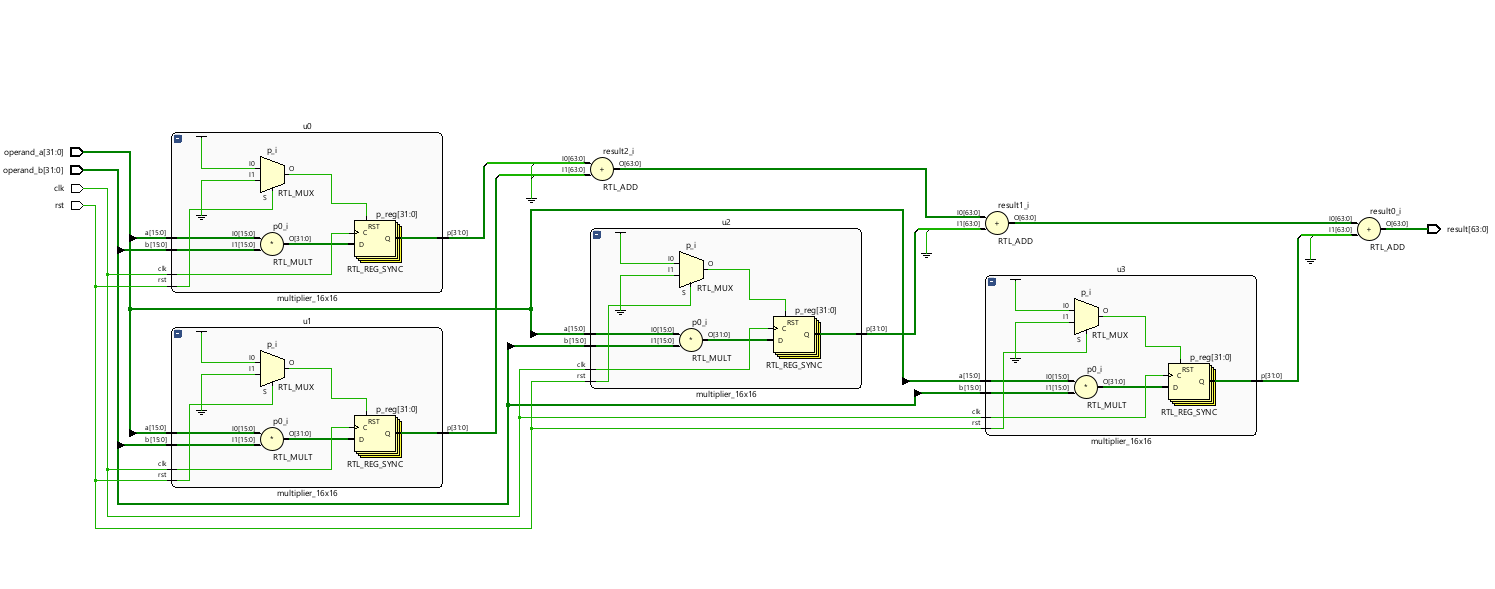 operand_a[31:0]
operand_b[31:0]
clk
rst
u0
p_i
I0
I1
O
S
RTL_MUX
a[15:0]
b[15:0]
clk
rst
p0_i
I0[15:0]
I1[15:0]
*
O[31:0]
RTL_MULT
p_reg[31:0]
RST
C
D
Q
RTL_REG_SYNC
p[31:0]
multiplier_16x16
u1
p_i
I0
I1
O
S
RTL_MUX
a[15:0]
b[15:0]
clk
rst
p0_i
I0[15:0]
I1[15:0]
*
O[31:0]
RTL_MULT
p_reg[31:0]
RST
C
D
Q
RTL_REG_SYNC
p[31:0]
multiplier_16x16
result2_i
I0[63:0]
I1[63:0]
+
O[63:0]
RTL_ADD
u2
p_i
I0
I1
O
S
RTL_MUX
a[15:0]
b[15:0]
clk
rst
p0_i
I0[15:0]
I1[15:0]
*
O[31:0]
RTL_MULT
p_reg[31:0]
RST
C
D
Q
RTL_REG_SYNC
p[31:0]
multiplier_16x16
result1_i
I0[63:0]
I1[63:0]
+
O[63:0]
RTL_ADD
u3
p_i
I0
I1
O
S
RTL_MUX
a[15:0]
b[15:0]
clk
rst
p0_i
I0[15:0]
I1[15:0]
*
O[31:0]
RTL_MULT
p_reg[31:0]
RST
C
D
Q
RTL_REG_SYNC
p[31:0]
multiplier_16x16
result0_i
I0[63:0]
I1[63:0]
+
O[63:0]
RTL_ADD
result[63:0]